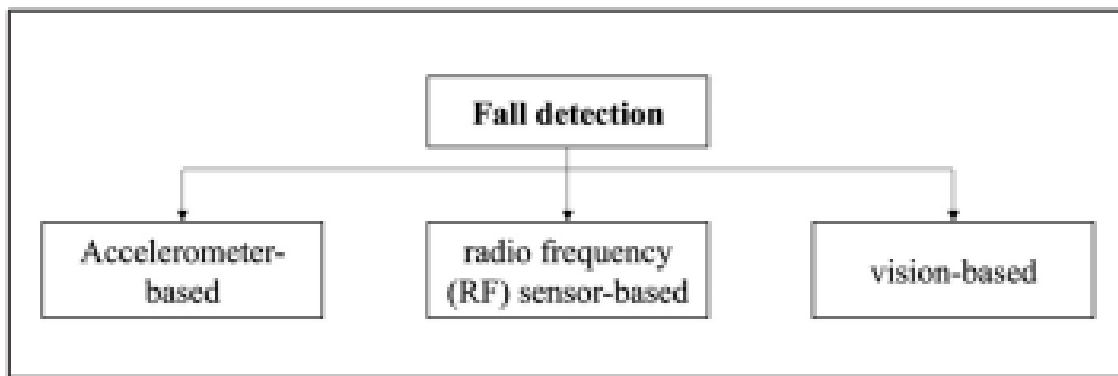 Fall detection
Accelerometer-
based
radio frequency
(RF) sensor-based
vision-based